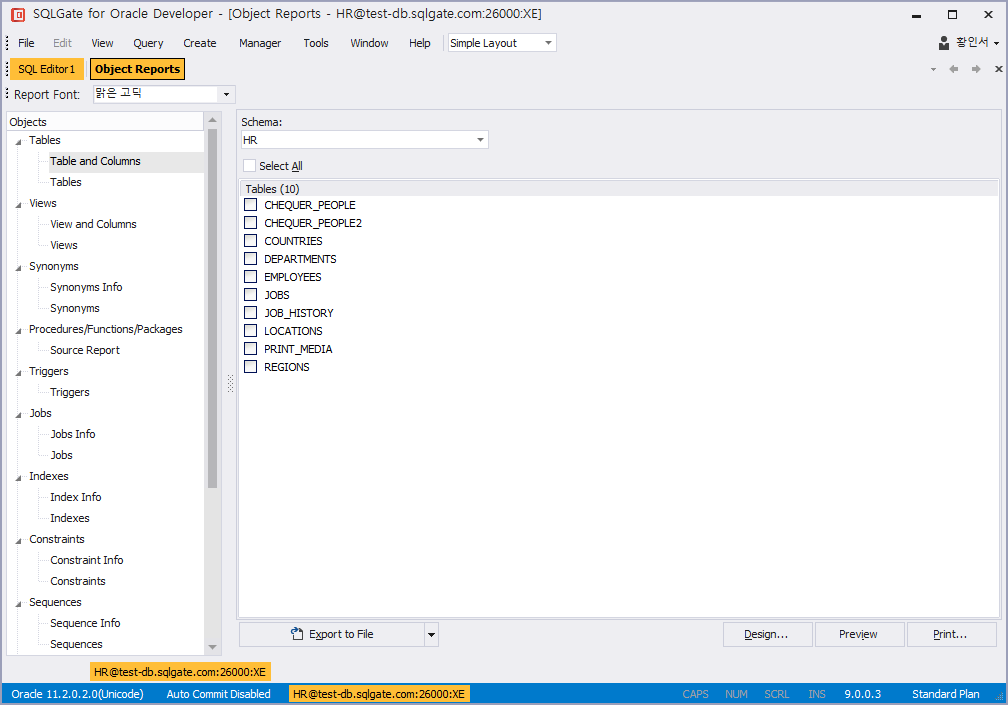 SQLGate for Oracle Developer - [Object Reports - HR@test-db.sqlgate.com:26000:XE]
File Edit View Query Create Manager Tools Window Help Simple Layout 황인서
SQL Editor1 Object Reports
Report Font: 맑은 고딕
Objects
Tables
Table and Columns
Tables
Views
View and Columns
Views
Synonyms
Synonyms Info
Synonyms
Procedures/Functions/Packages
Source Report
Triggers
Triggers
Jobs
Jobs Info
Jobs
Indexes
Index Info
Indexes
Constraints
Constraint Info
Constraints
Sequences
Sequence Info
Sequences
Schema:
HR
Select All
Tables (10)
CHEQUER_PEOPLE
CHEQUER_PEOPLE2
COUNTRIES
DEPARTMENTS
EMPLOYEES
JOBS
JOB_HISTORY
LOCATIONS
PRINT_MEDIA
REGIONS
Export to File Design... Preview Print...
HR@test-db.sqlgate.com:26000:XE
Oracle 11.2.0.2.0(Unicode) Auto Commit Disabled HR@test-db.sqlgate.com:26000:XE CAPS NUM SCRL INS 9.0.0.3 Standard Plan